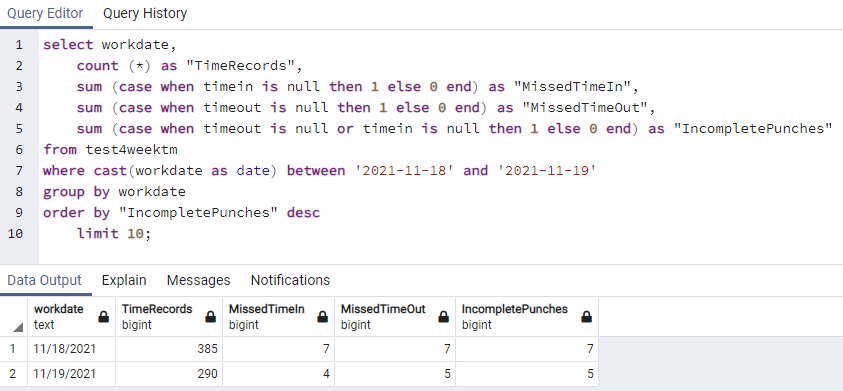 Query Editor Query History
1 select workdate,
2 count (*) as "TimeRecords",
3 sum (case when timein is null then 1 else 0 end) as "MissedTimeIn",
4 sum (case when timeout is null then 1 else 0 end) as "MissedTimeOut",
5 sum (case when timeout is null or timein is null then 1 else 0 end) as "IncompletePunches"
6 from test4weektm
7 where cast(workdate as date) between '2021-11-18' and '2021-11-19'
8 group by workdate
9 order by "IncompletePunches" desc
10 limit 10;
Data Output Explain Messages Notifications
workdate TimeRecords MissedTimeIn MissedTimeOut IncompletePunches
text bigint bigint bigint bigint
1 11/18/2021 385 7 7 7
2 11/19/2021 290 4 5 5